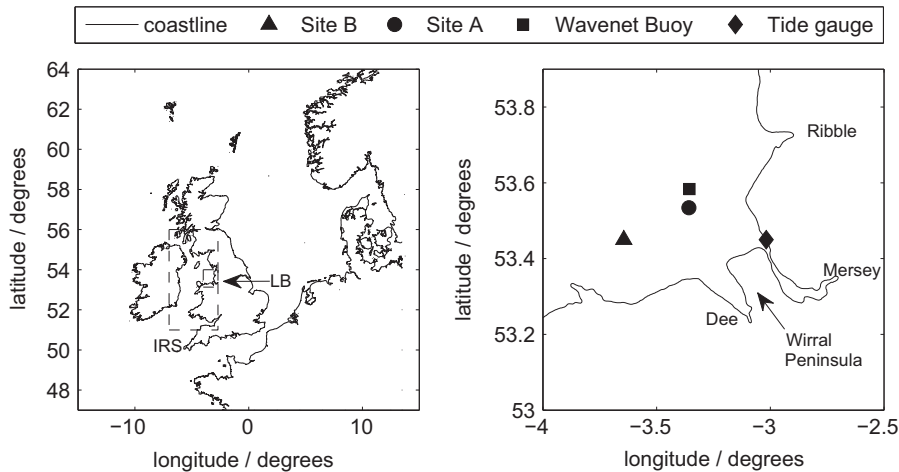 coastline Site B Site A Wavenet Buoy Tide gauge
64
62
60
58
56
54
52
50
48
−10 0 10
latitude / degrees
longitude / degrees
LB
IRS
53.8
53.6
53.4
53.2
53
−4 −3.5 −3 −2.5
latitude / degrees
longitude / degrees
Ribble
Mersey
Dee
Wirral
Peninsula